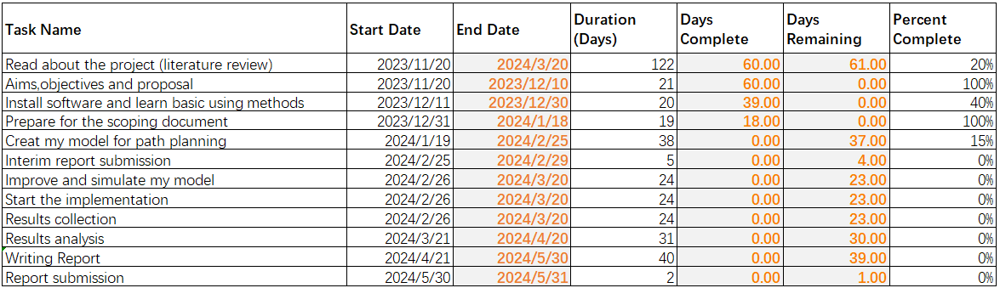 Task Name Start Date End Date Duration (Days) Days Complete Days Remaining Percent Complete
Read about the project (literature review) 2023/11/20 2024/3/20 122 60.00 61.00 20%
Aims,objectives and proposal 2023/11/20 2023/12/10 21 60.00 0.00 100%
Install software and learn basic using methods 2023/12/11 2023/12/30 20 39.00 0.00 40%
Prepare for the scoping document 2023/12/31 2024/1/18 19 18.00 0.00 100%
Creat my model for path planning 2024/1/19 2024/2/25 38 0.00 37.00 15%
Interim report submission 2024/2/25 2024/2/29 5 0.00 4.00 0%
Improve and simulate my model 2024/2/26 2024/3/20 24 0.00 23.00 0%
Start the implementation 2024/2/26 2024/3/20 24 0.00 23.00 0%
Results collection 2024/2/26 2024/3/20 24 0.00 23.00 0%
Results analysis 2024/3/21 2024/4/20 31 0.00 30.00 0%
Writing Report 2024/4/21 2024/5/30 40 0.00 39.00 0%
Report submission 2024/5/30 2024/5/31 2 0.00 1.00 0%